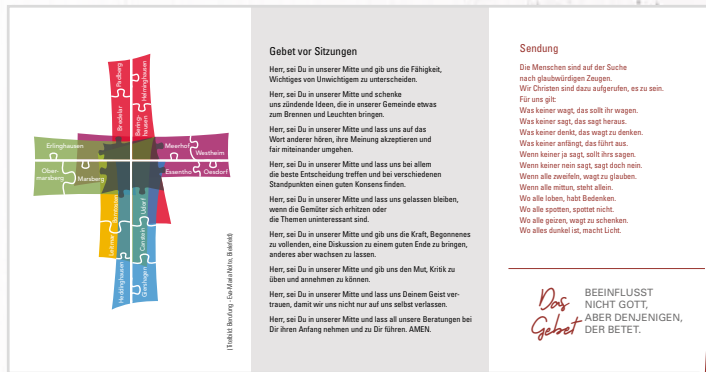 Padberg
Helminghausen
Bredelar
Bering-
hausen
Erlinghausen
Meerhof
Westheim
Ober-
marsberg
Marsberg
Essentho
Oesdorf
Udorf
Canstein
Heddinghausen
Giershagen
(Titelbild: Berufung - Eva-Maria Nolte, Bielefeld)
Gebet vor Sitzungen
Herr, sei Du in unserer Mitte und gib uns die Fähigkeit,
Wichtiges von Unwichtigem zu unterscheiden.
Herr, sei Du in unserer Mitte und schenke
uns zündende Ideen, die in unserer Gemeinde etwas
zum Brennen und Leuchten bringen.
Herr, sei Du in unserer Mitte und lass uns auf das
Wort anderer hören, ihre Meinung akzeptieren und
fair miteinander umgehen.
Herr, sei Du in unserer Mitte und lass uns bei allem
die beste Entscheidung treffen und bei verschiedenen
Standpunkten einen guten Konsens finden.
Herr, sei Du in unserer Mitte und lass uns gelassen bleiben,
wenn die Gemüter sich erhitzen oder
die Themen uninteressant sind.
Herr, sei Du in unserer Mitte und gib uns die Kraft, Begonnenes
zu vollenden, eine Diskussion zu einem guten Ende zu bringen,
anderes aber wachsen zu lassen.
Herr, sei Du in unserer Mitte und gib uns den Mut, Kritik zu
üben und annehmen zu können.
Herr, sei Du in unserer Mitte und lass uns Deinem Geist ver-
trauen, damit wir uns nicht nur auf uns selbst verlassen.
Herr, sei Du in unserer Mitte und lass all unsere Beratungen bei
Dir ihren Anfang nehmen und zu Dir führen. AMEN.
Sendung
Die Menschen sind auf der Suche
nach glaubwürdigen Zeugen.
Wir Christen sind dazu aufgerufen, es zu sein.
Für uns gilt:
Was keiner wagt, das sollt ihr wagen.
Was keiner sagt, das sagt heraus.
Was keiner denkt, das wagt zu denken.
Was keiner anfängt, das führt aus.
Wenn keiner ja sagt, sollt ihrs sagen.
Wenn keiner nein sagt, sagt doch nein.
Wenn alle zweifeln, wagt zu glauben.
Wenn alle mittun, steht allein.
Wo alle loben, habt Bedenken.
Wo alle spotten, spottet nicht.
Wo alle geizen, wagt zu schenken.
Wo alles dunkel ist, macht Licht.
Das
Gebet
BEEINFLUSST
NICHT GOTT,
ABER DENJENIGEN,
DER BETET.